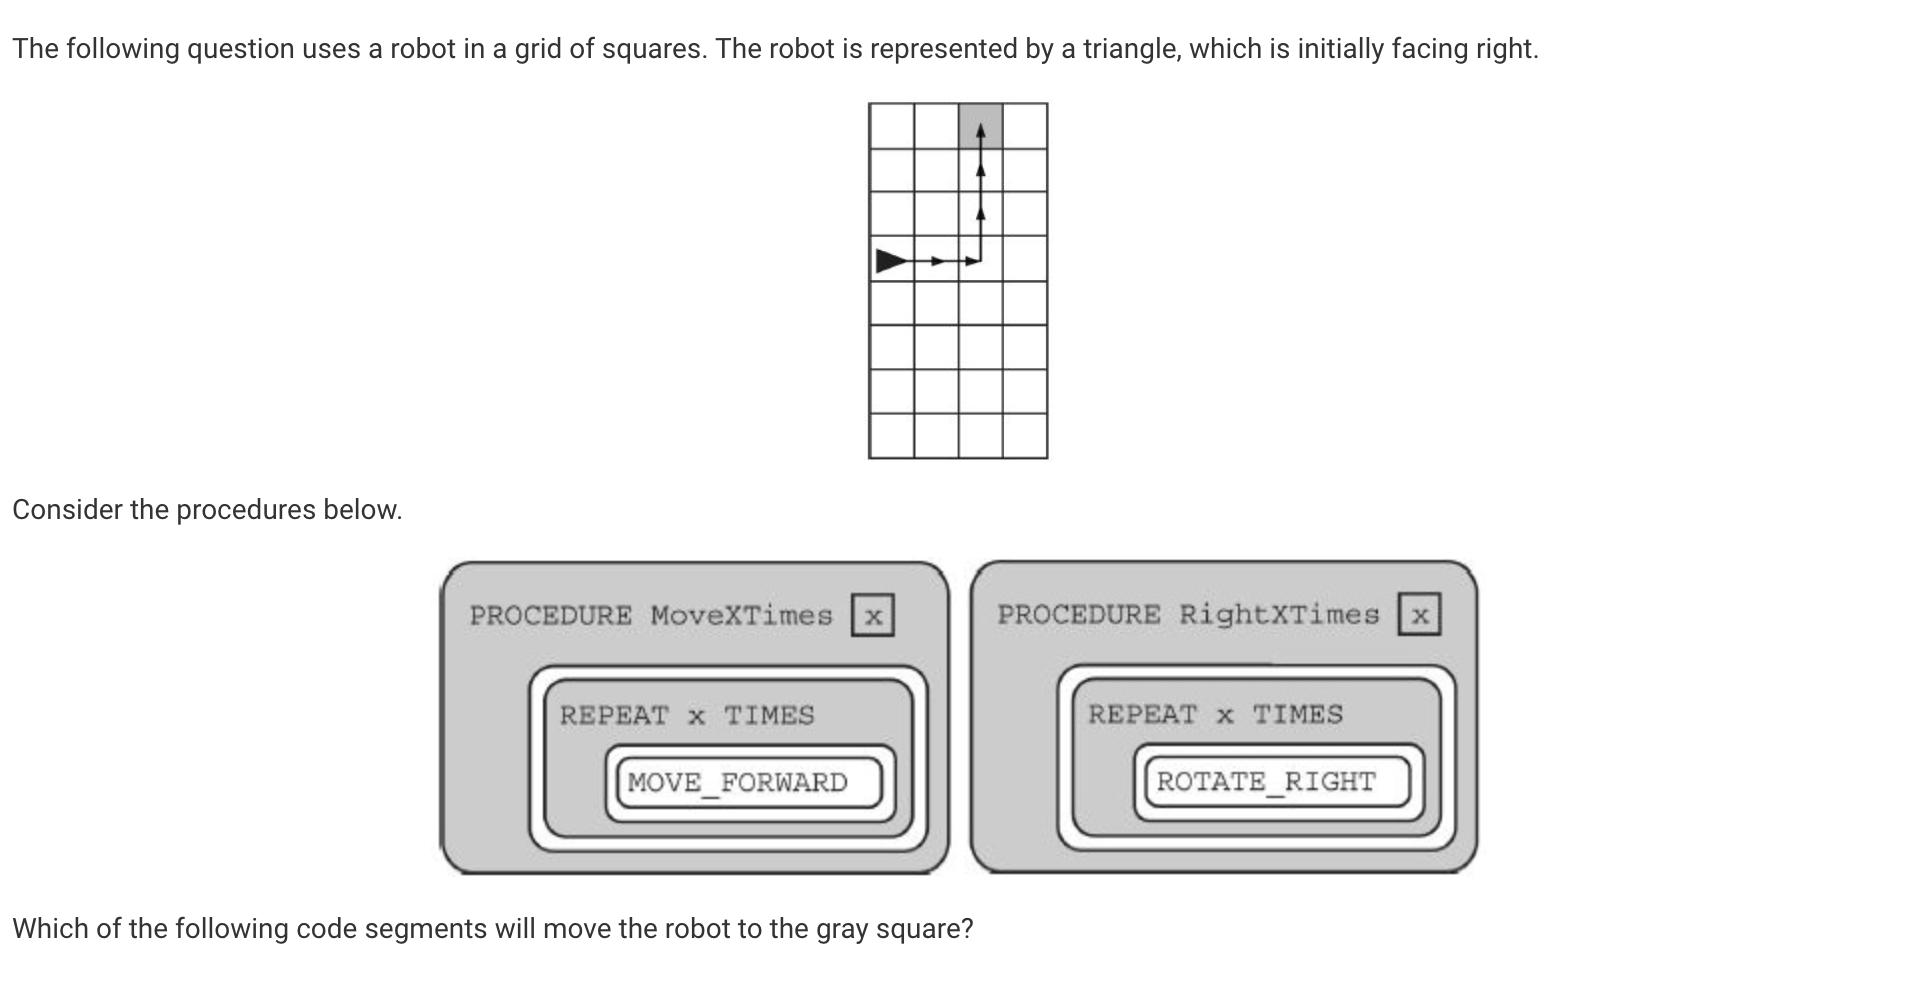 The following question uses a robot in a grid of squares. The robot is represented by a triangle, which is initially facing right.
Consider the procedures below.
PROCEDURE MoveXTimes x
REPEAT x TIMES
MOVE_FORWARD
PROCEDURE RightXTimes x
REPEAT x TIMES
ROTATE_RIGHT
Which of the following code segments will move the robot to the gray square?